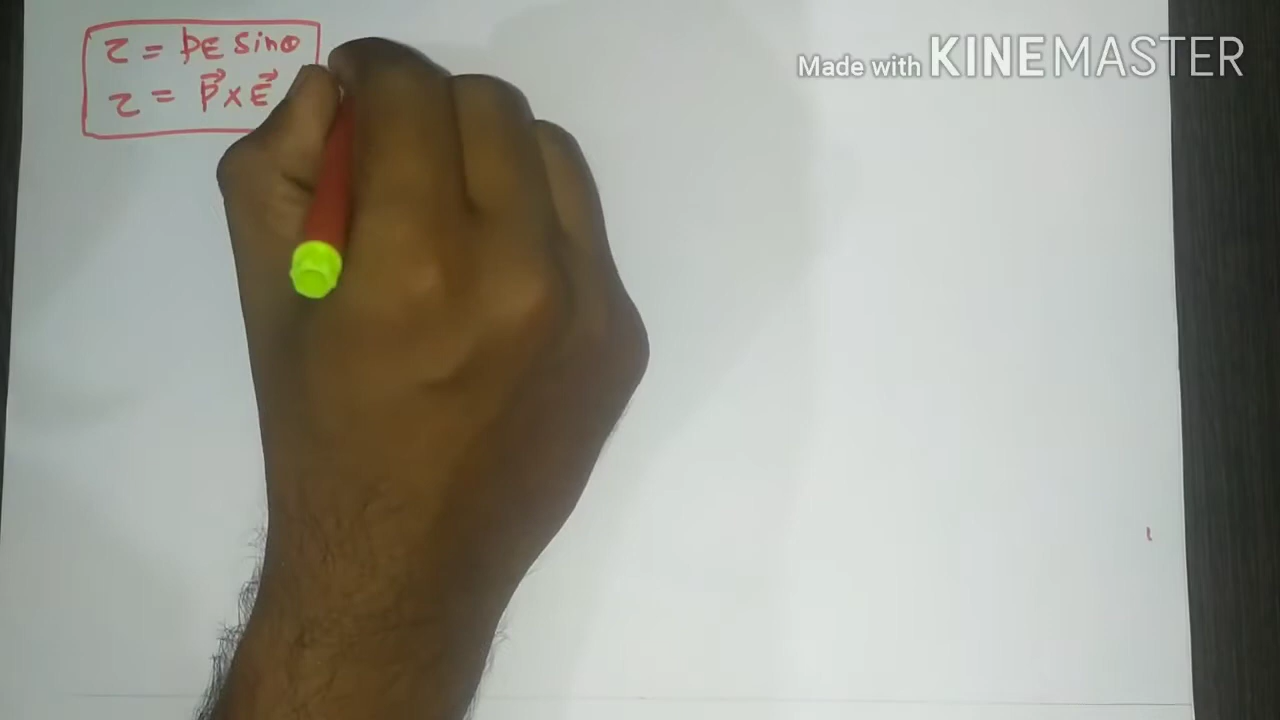 τ = PE sinθ
τ = P⃗ × E⃗
Made with KINEMASTER